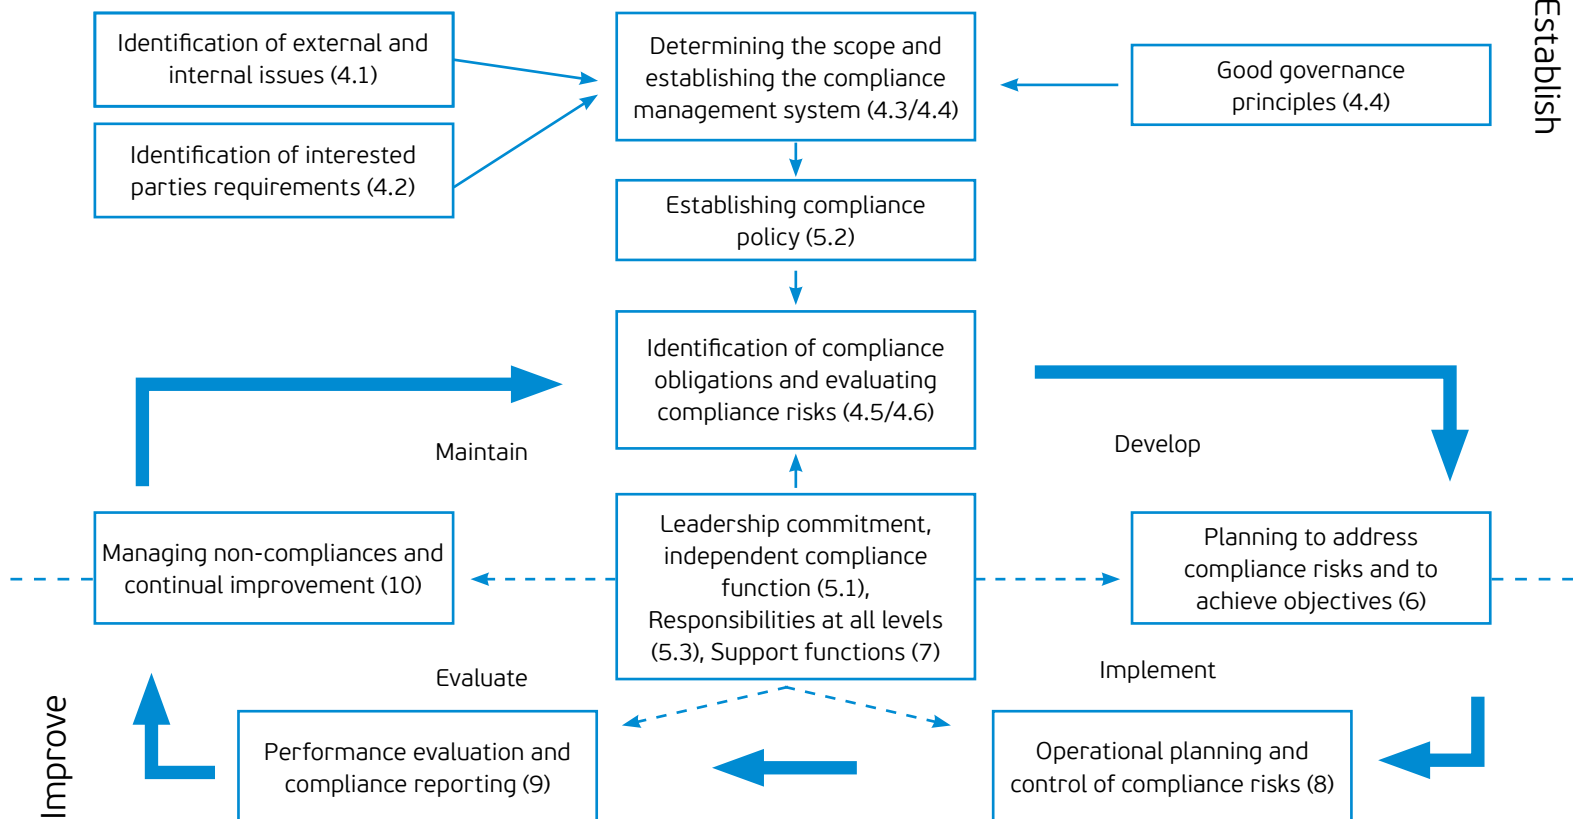 Identification of external and
internal issues (4.1)
Determining the scope and
establishing the compliance
management system (4.3/4.4)
Good governance
principles (4.4)
Establish
Identification of interested
parties requirements (4.2)
Establishing compliance
policy (5.2)
Identification of compliance
obligations and evaluating
compliance risks (4.5/4.6)
Maintain
Develop
Managing non-compliances and
continual improvement (10)
Leadership commitment,
independent compliance
function (5.1),
Responsibilities at all levels
(5.3), Support functions (7)
Planning to address
compliance risks and to
achieve objectives (6)
Evaluate
Implement
Improve
Performance evaluation and
compliance reporting (9)
Operational planning and
control of compliance risks (8)